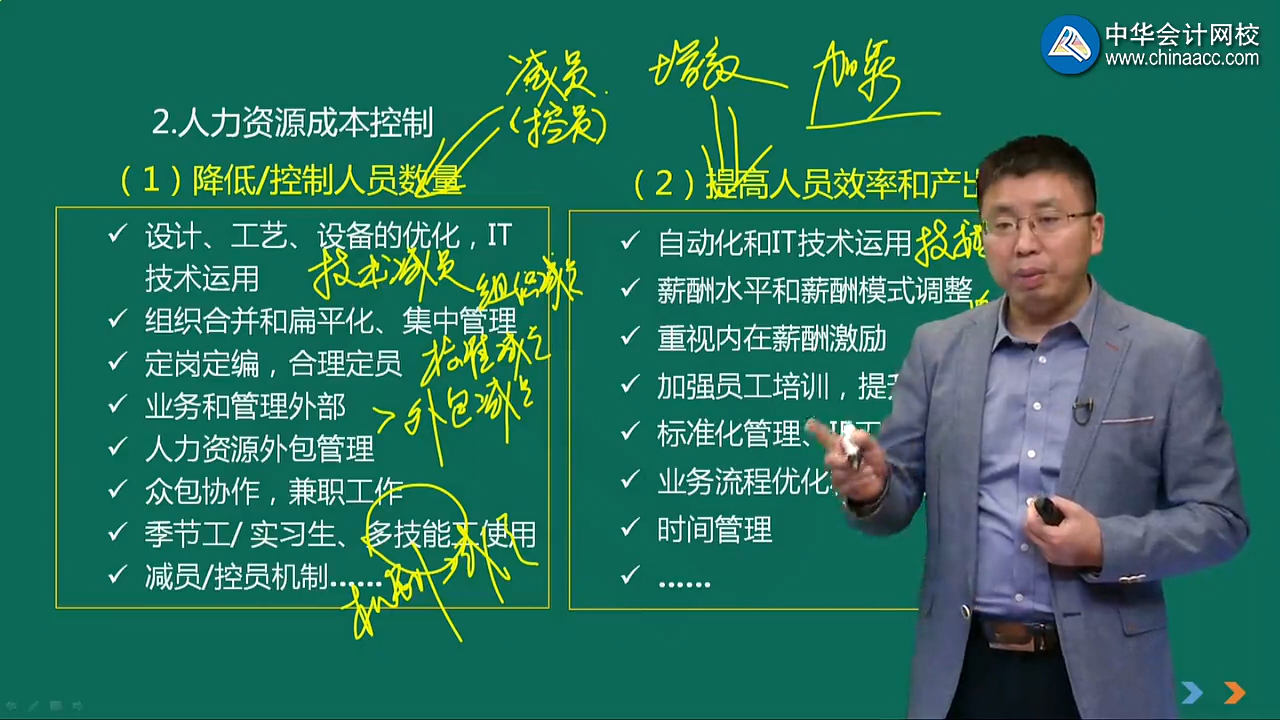 中华会计网校
www.chinaacc.com
减员 增效 加薪
(控员)
2.人力资源成本控制
(1)降低/控制人员数量
设计、工艺、设备的优化，IT
技术运用
技术减员
组织减员
组织合并和扁平化、集中管理
定岗定编，合理定员
业务和管理外部
外包减员
人力资源外包管理
众包协作，兼职工作
季节工/ 实习生、多技能工使用
减员/控员机制……
机制减员
(2)提高人员效率和产出
自动化和IT技术运用
薪酬水平和薪酬模式调整
重视内在薪酬激励
加强员工培训，提升
标准化管理、
业务流程优化
时间管理
……